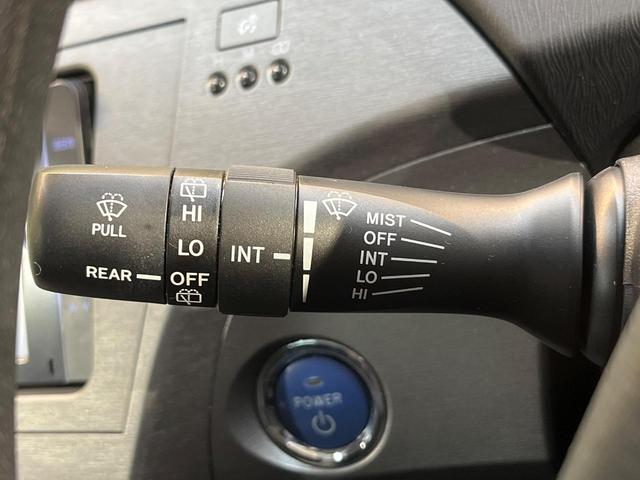 PULL
REAR
HI
LO
OFF
INT
MIST
OFF
INT
LO
HI
POWER